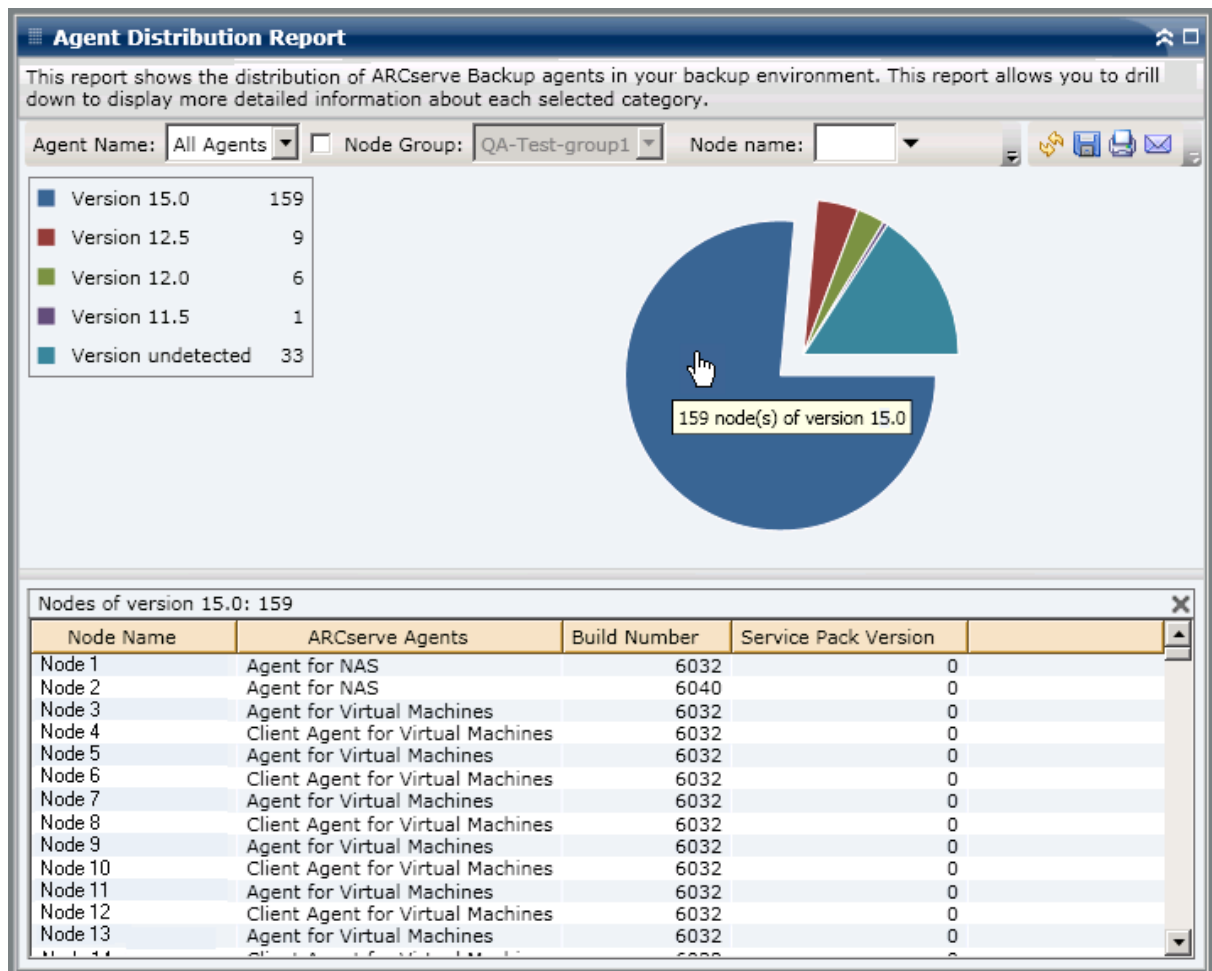 Agent Distribution Report
This report shows the distribution of ARCserve Backup agents in your backup environment. This report allows you to drill
down to display more detailed information about each selected category.
Agent Name: All Agents Node Group: QA-Test-group1 Node name:
Version 15.0 159
Version 12.5 9
Version 12.0 6
Version 11.5 1
Version undetected 33
159 node(s) of version 15.0
Nodes of version 15.0: 159
Node Name ARCserve Agents Build Number Service Pack Version
Node 1 Agent for NAS 6032 0
Node 2 Agent for NAS 6040 0
Node 3 Agent for Virtual Machines 6032 0
Node 4 Client Agent for Virtual Machines 6032 0
Node 5 Agent for Virtual Machines 6032 0
Node 6 Client Agent for Virtual Machines 6032 0
Node 7 Agent for Virtual Machines 6032 0
Node 8 Client Agent for Virtual Machines 6032 0
Node 9 Agent for Virtual Machines 6032 0
Node 10 Client Agent for Virtual Machines 6032 0
Node 11 Agent for Virtual Machines 6032 0
Node 12 Client Agent for Virtual Machines 6032 0
Node 13 Agent for Virtual Machines 6032 0